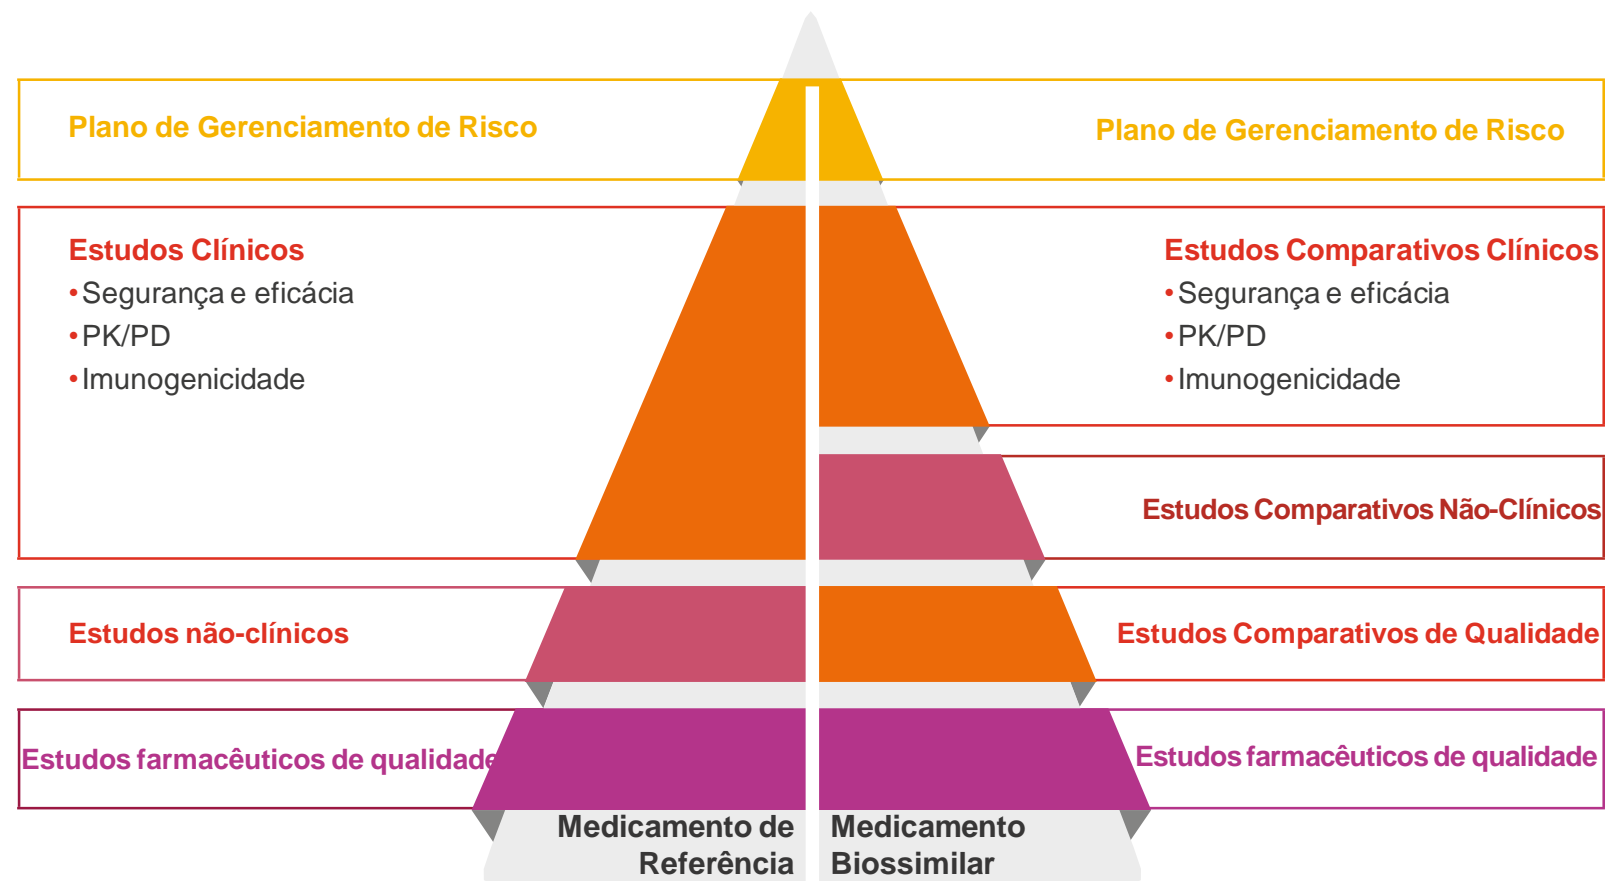 Plano de Gerenciamento de Risco
Estudos Clínicos
•Segurança e eficácia
•PK/PD
•Imunogenicidade
Estudos não-clínicos
Estudos farmacêuticos de qualidade
Medicamento de
Referência
Plano de Gerenciamento de Risco
Estudos Comparativos Clínicos
•Segurança e eficácia
•PK/PD
•Imunogenicidade
Estudos Comparativos Não-Clínicos
Estudos Comparativos de Qualidade
Estudos farmacêuticos de qualidade
Medicamento
Biossimilar